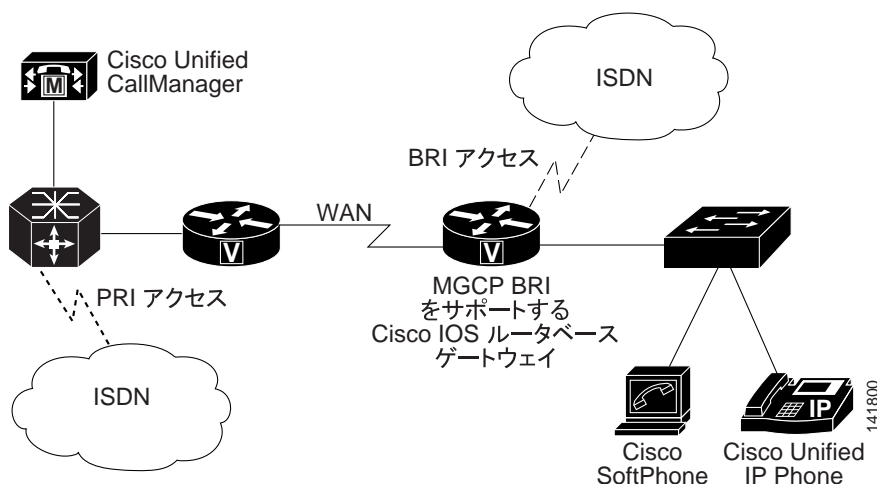 Cisco Unified
CallManager
M
ISDN
BRI アクセス
WAN
V
V
PRI アクセス
MGCP BRI
をサポートする
Cisco IOS ルータベース
ゲートウェイ
ISDN
IP
Cisco
SoftPhone
Cisco Unified
IP Phone
141800